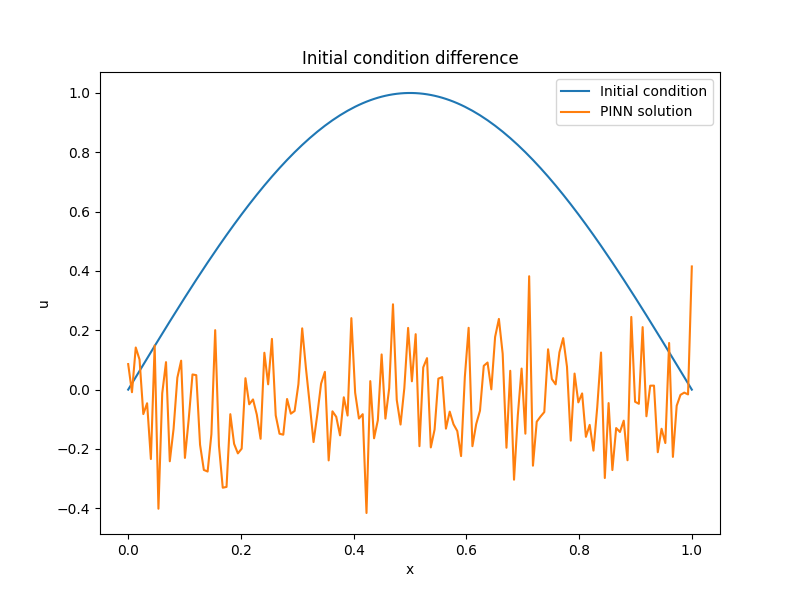 Initial condition difference
Initial condition
PINN solution
1.0
0.8
0.6
0.4
0.2
0.0
−0.2
−0.4
u
0.0 0.2 0.4 0.6 0.8 1.0
x